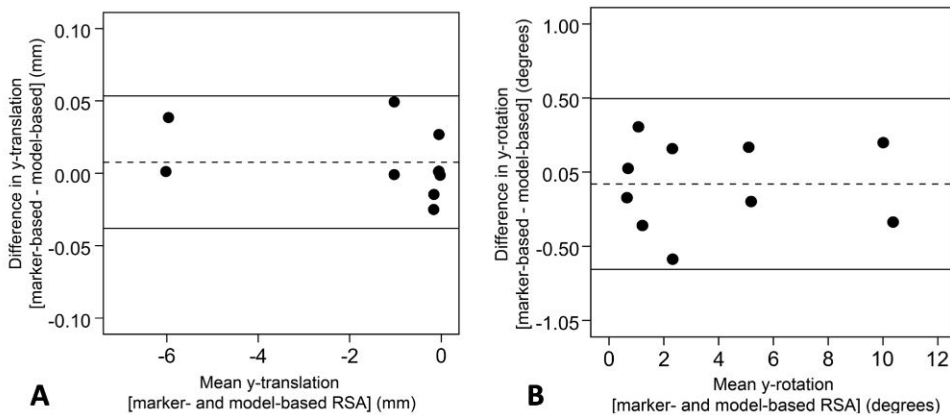 Difference in y-translation
[marker-based - model-based] (mm)
0.10
0.05
0.00
-0.05
-0.10
-6
-4
-2
0
Mean y-translation
[marker- and model-based RSA] (mm)
A
Difference in y-rotation
[marker-based - model-based] (degrees)
1.00
0.50
0.05
-0.50
-1.05
0
2
4
6
8
10
12
Mean y-rotation
[marker- and model-based RSA] (degrees)
B